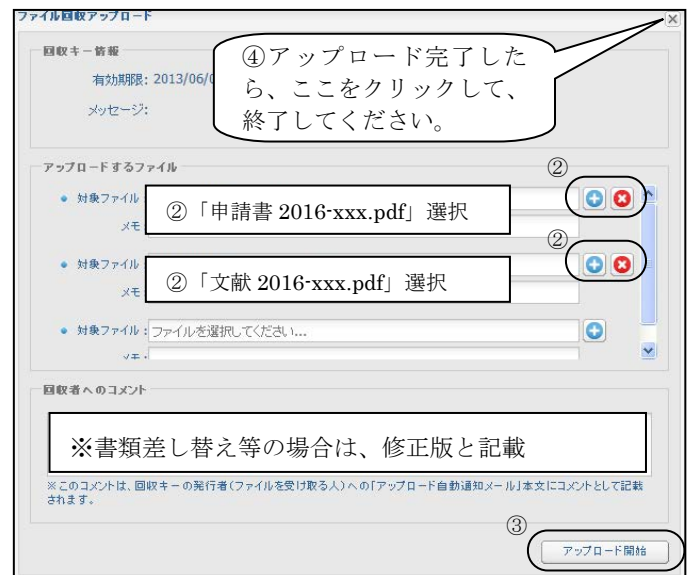 ファイル回収アップロード
回収キー情報
有効期限: 2013/06/0
メッセージ:
④アップロード完了した
ら、ここをクリックして、
終了してください。
アップロードするファイル
②
対象ファイル
②「申請書 2016-xxx.pdf」選択
メモ
②
対象ファイル
②「文献 2016-xxx.pdf」選択
メモ
対象ファイル : ファイルを選択してください...
メモ
回収者へのコメント
※書類差し替え等の場合は、修正版と記載
※このコメントは、回収キーの発行者(ファイルを受け取る人)への「アップロード自動通知メール」本文にコメントとして記載
されます。
③
アップロード開始